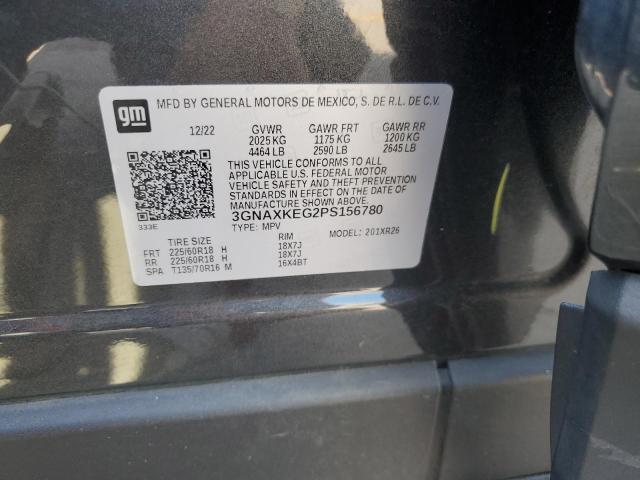 gm MFD BY GENERAL MOTORS DE MEXICO, S. DE R.L. DE C.V.
12/22 GVWR GAWR FRT GAWR RR
2025 KG 1175 KG 1200 KG
4464 LB 2590 LB 2645 LB
THIS VEHICLE CONFORMS TO ALL
APPLICABLE U.S. FEDERAL MOTOR
VEHICLE SAFETY AND THEFT PREVENTION
STANDARDS IN EFFECT ON THE DATE OF
MANUFACTURE SHOWN ABOVE.
3GNAXKEG2PS156780
333E TYPE: MPV MODEL: 201XR26
TIRE SIZE RIM
FRT 225/60R18 H 18X7J
RR 225/60R18 H 18X7J
SPA T135/70R16 M 16X4BT